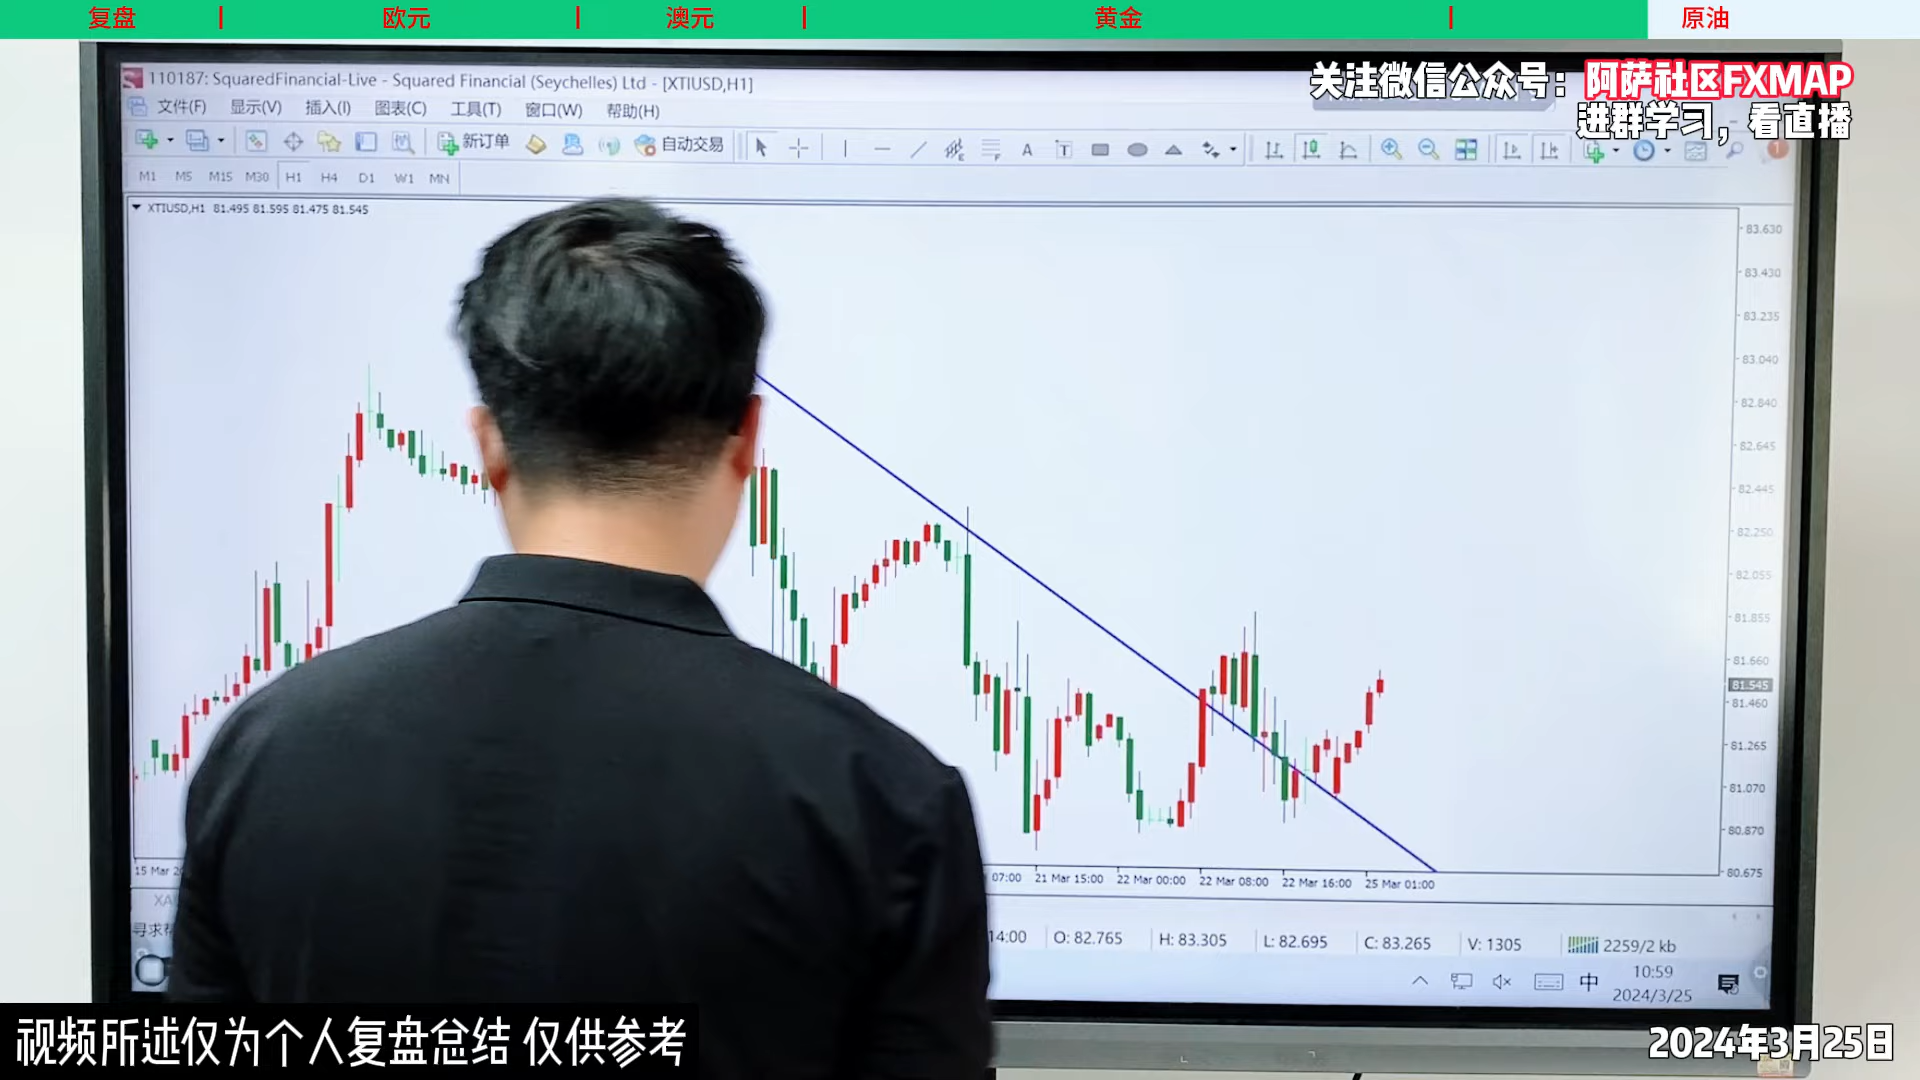 复盘 | 欧元 | 澳元 | 黄金 | 原油
110187: SquaredFinancial-Live - Squared Financial (Seychelles) Ltd - [XTIUSD,H1]
关注微信公众号：阿萨社区FXMAP
文件(F) 显示(V) 插入(I) 图表(C) 工具(T) 窗口(W) 帮助(H)
进群学习，看直播
新订单 自动交易
M1 M5 M15 M30 H1 H4 D1 W1 MN
XTIUSD,H1 81.495 81.595 81.475 81.545
83.630
83.430
83.235
83.040
82.840
82.645
82.445
82.250
82.055
81.855
81.660
81.545
81.460
81.265
81.070
80.870
80.675
15 Mar 07:00 21 Mar 15:00 22 Mar 00:00 22 Mar 08:00 22 Mar 16:00 25 Mar 01:00
XA
寻求
14:00 O: 82.765 H: 83.305 L: 82.695 C: 83.265 V: 1305 2259/2 kb
中 10:59
2024/3/25
视频所述仅为个人复盘总结 仅供参考
2024年3月25日